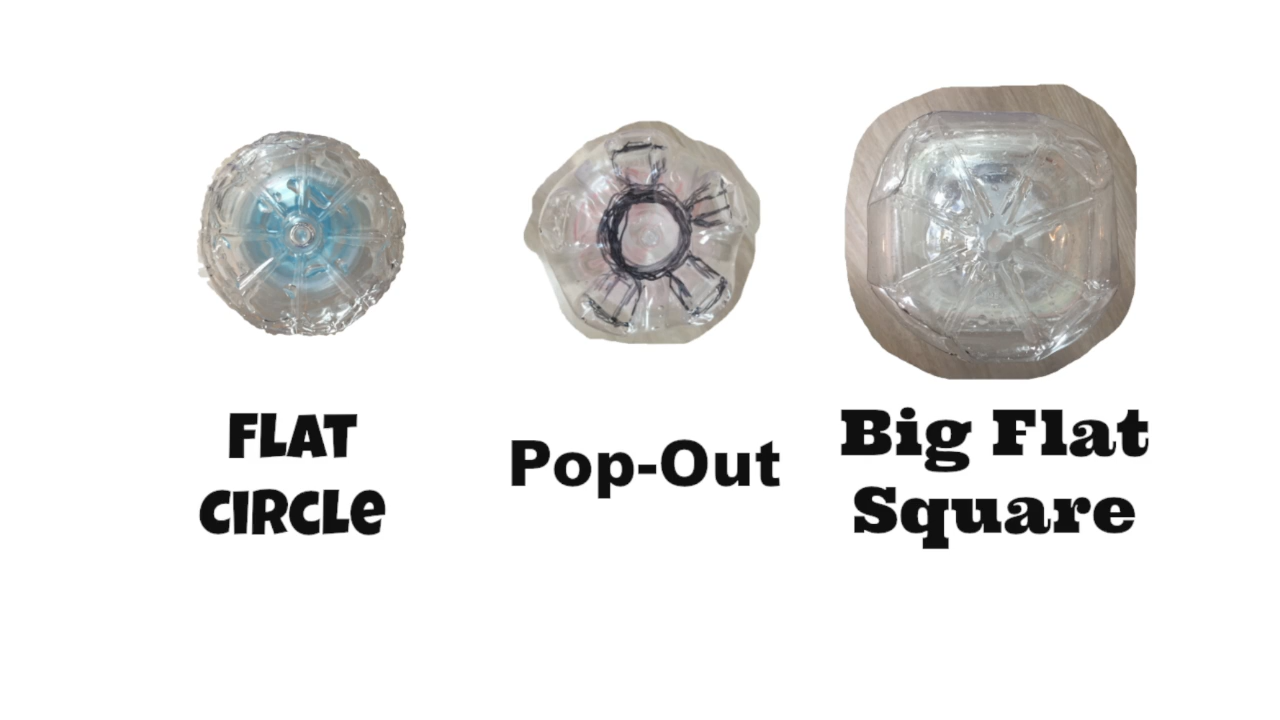 FLAT
CIRCLE
Pop-Out
Big Flat
Square